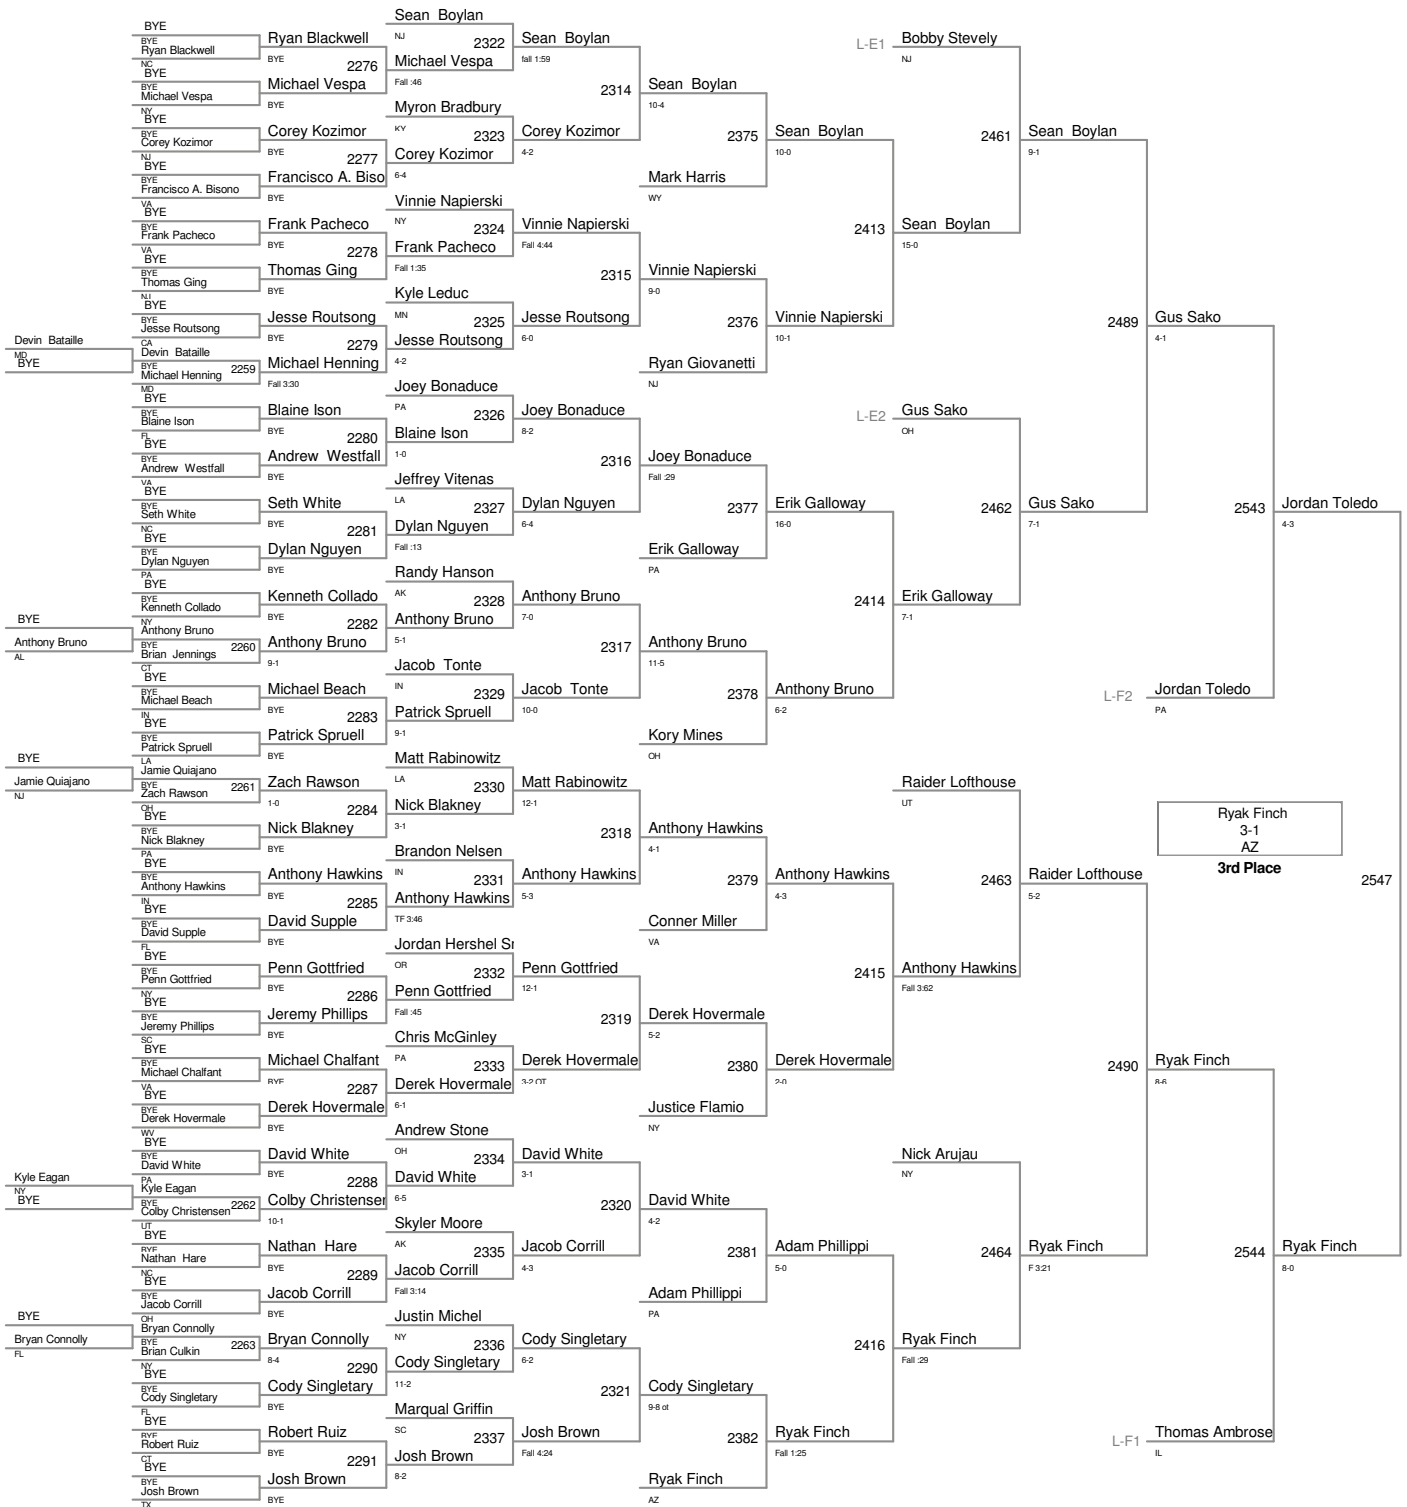 Devin Bataille
MD
BYE
BYE
Anthony Bruno
AL
BYE
Jamie Quiajano
NJ
Kyle Eagan
NY
BYE
BYE
Bryan Connolly
FL
BYE
BYE
Ryan Blackwell
NC
BYE
BYE
Michael Vespa
NY
BYE
BYE
Corey Kozimor
NJ
BYE
BYE
Francisco A. Bisono
VA
BYE
BYE
Frank Pacheco
VA
BYE
BYE
Thomas Ging
NJ
BYE
BYE
Jesse Routsong
CA
Devin Bataille
BYE
Michael Henning
2259
MD
BYE
BYE
Blaine Ison
FL
BYE
BYE
Andrew Westfall
VA
BYE
BYE
Seth White
NC
BYE
BYE
Dylan Nguyen
PA
BYE
BYE
Kenneth Collado
NY
Anthony Bruno
BYE
Brian Jennings
2260
CT
BYE
BYE
Michael Beach
IN
BYE
BYE
Patrick Spruell
LA
Jamie Quiajano
BYE
Zach Rawson
2261
OH
BYE
BYE
Nick Blakney
PA
BYE
BYE
Anthony Hawkins
IN
BYE
BYE
David Supple
FL
BYE
BYE
Penn Gottfried
NY
BYE
BYE
Jeremy Phillips
SC
BYE
BYE
Michael Chalfant
VA
BYE
BYE
Derek Hovermale
WV
BYE
BYE
David White
PA
Kyle Eagan
BYE
Colby Christensen
2262
UT
BYE
BYE
Nathan Hare
NC
BYE
BYE
Jacob Corrill
OH
Bryan Connolly
BYE
Brian Culkin
2263
NY
BYE
BYE
Cody Singletary
FL
BYE
BYE
Robert Ruiz
CT
BYE
BYE
Josh Brown
TX
Ryan Blackwell
BYE
2276
Michael Vespa
BYE
Corey Kozimor
BYE
2277
Francisco A. Biso
BYE
Frank Pacheco
BYE
2278
Thomas Ging
BYE
Jesse Routsong
BYE
2279
Michael Henning
Fall 3:30
Blaine Ison
BYE
2280
Andrew Westfall
BYE
Seth White
BYE
2281
Dylan Nguyen
BYE
Kenneth Collado
BYE
2282
Anthony Bruno
9-1
Michael Beach
BYE
2283
Patrick Spruell
BYE
Zach Rawson
1-0
2284
Nick Blakney
BYE
Anthony Hawkins
BYE
2285
David Supple
BYE
Penn Gottfried
BYE
2286
Jeremy Phillips
BYE
Michael Chalfant
BYE
2287
Derek Hovermale
BYE
David White
BYE
2288
Colby Christenser
10-1
Nathan Hare
BYE
2289
Jacob Corrill
BYE
Bryan Connolly
8-4
2290
Cody Singletary
BYE
Robert Ruiz
BYE
2291
Josh Brown
BYE
Sean Boylan
NJ
2322
Michael Vespa
Fall :46
Myron Bradbury
KY
2323
Corey Kozimor
6-4
Vinnie Napierski
NY
2324
Frank Pacheco
Fall 1:35
Kyle Leduc
MN
2325
Jesse Routsong
4-2
Joey Bonaduce
PA
2326
Blaine Ison
1-0
Jeffrey Vitenas
LA
2327
Dylan Nguyen
Fall :13
Randy Hanson
AK
2328
Anthony Bruno
5-1
Jacob Tonte
IN
2329
Patrick Spruell
9-1
Matt Rabinowitz
LA
2330
Nick Blakney
3-1
Brandon Nelsen
IN
2331
Anthony Hawkins
TF 3:46
Jordan Hershel Sr
OR
2332
Penn Gottfried
Fall :45
Chris McGinley
PA
2333
Derek Hovermale
6-1
Andrew Stone
OH
2334
David White
6-5
Skyler Moore
AK
2335
Jacob Corrill
Fall 3:14
Justin Michel
NY
2336
Cody Singletary
11-2
Marqual Griffin
SC
2337
Josh Brown
8-2
Sean Boylan
fall 1:59
2314
Corey Kozimor
4-2
Vinnie Napierski
Fall 4:44
2315
Jesse Routsong
6-0
Joey Bonaduce
8-2
2316
Dylan Nguyen
6-4
Anthony Bruno
7-0
2317
Jacob Tonte
10-0
Matt Rabinowitz
12-1
2318
Anthony Hawkins
5-3
Penn Gottfried
12-1
2319
Derek Hovermale
3-2 OT
David White
3-1
2320
Jacob Corrill
4-3
Cody Singletary
6-2
2321
Josh Brown
Fall 4:24
Sean Boylan
10-4
2375
Mark Harris
WY
Vinnie Napierski
9-0
2376
Ryan Giovanetti
NJ
Joey Bonaduce
Fall :29
2377
Erik Galloway
PA
Anthony Bruno
11-5
2378
Kory Mines
OH
Anthony Hawkins
4-1
2379
Conner Miller
VA
Derek Hovermale
5-2
2380
Justice Flamio
NY
David White
4-2
2381
Adam Phillippi
PA
Cody Singletary
9-8 ot
2382
Ryak Finch
AZ
Sean Boylan
10-0
2413
Vinnie Napierski
10-1
Erik Galloway
16-0
2414
Anthony Bruno
6-2
Anthony Hawkins
4-3
2415
Derek Hovermale
2-0
Adam Phillippi
5-0
2416
Ryak Finch
Fall 1:25
L-E1
Bobby Stevely
NJ
2461
Sean Boylan
15-0
L-E2
Gus Sako
OH
2462
Erik Galloway
7-1
Raider Lofthouse
UT
2463
Anthony Hawkins
Fall 3:62
Nick Arujau
NY
2464
Ryak Finch
Fall :29
Sean Boylan
9-1
2489
Gus Sako
7-1
Raider Lofthouse
5-2
2490
Ryak Finch
F 3:21
Gus Sako
4-1
2543
L-F2
Jordan Toledo
PA
Ryak Finch
3-1
AZ
3rd Place
Ryak Finch
8-6
2544
L-F1
Thomas Ambrose
IL
Jordan Toledo
4-3
2547
Ryak Finch
8-0